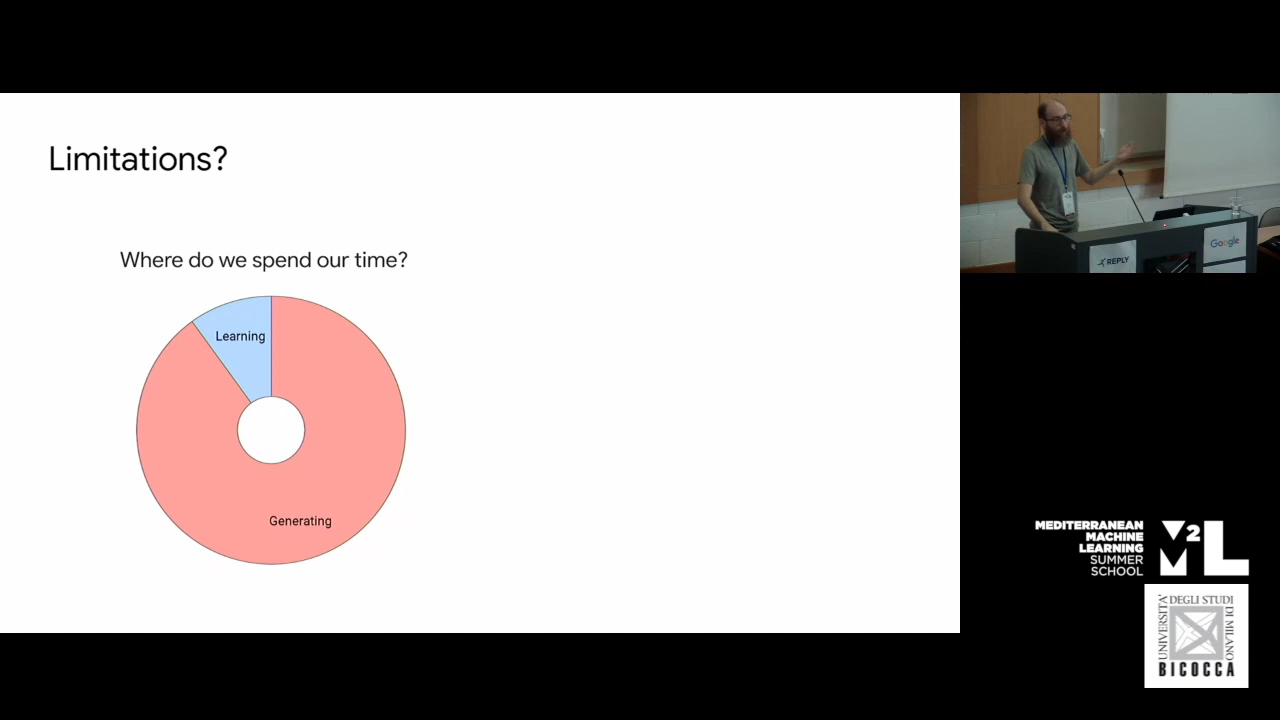 Limitations?
Where do we spend our time?
Learning
Generating
REPLY
Google
MEDITERRANEAN
MACHINE
LEARNING
SUMMER
SCHOOL
M2L
UNIVERSITA'
DEGLI STUDI
DI MILANO
BICOCCA